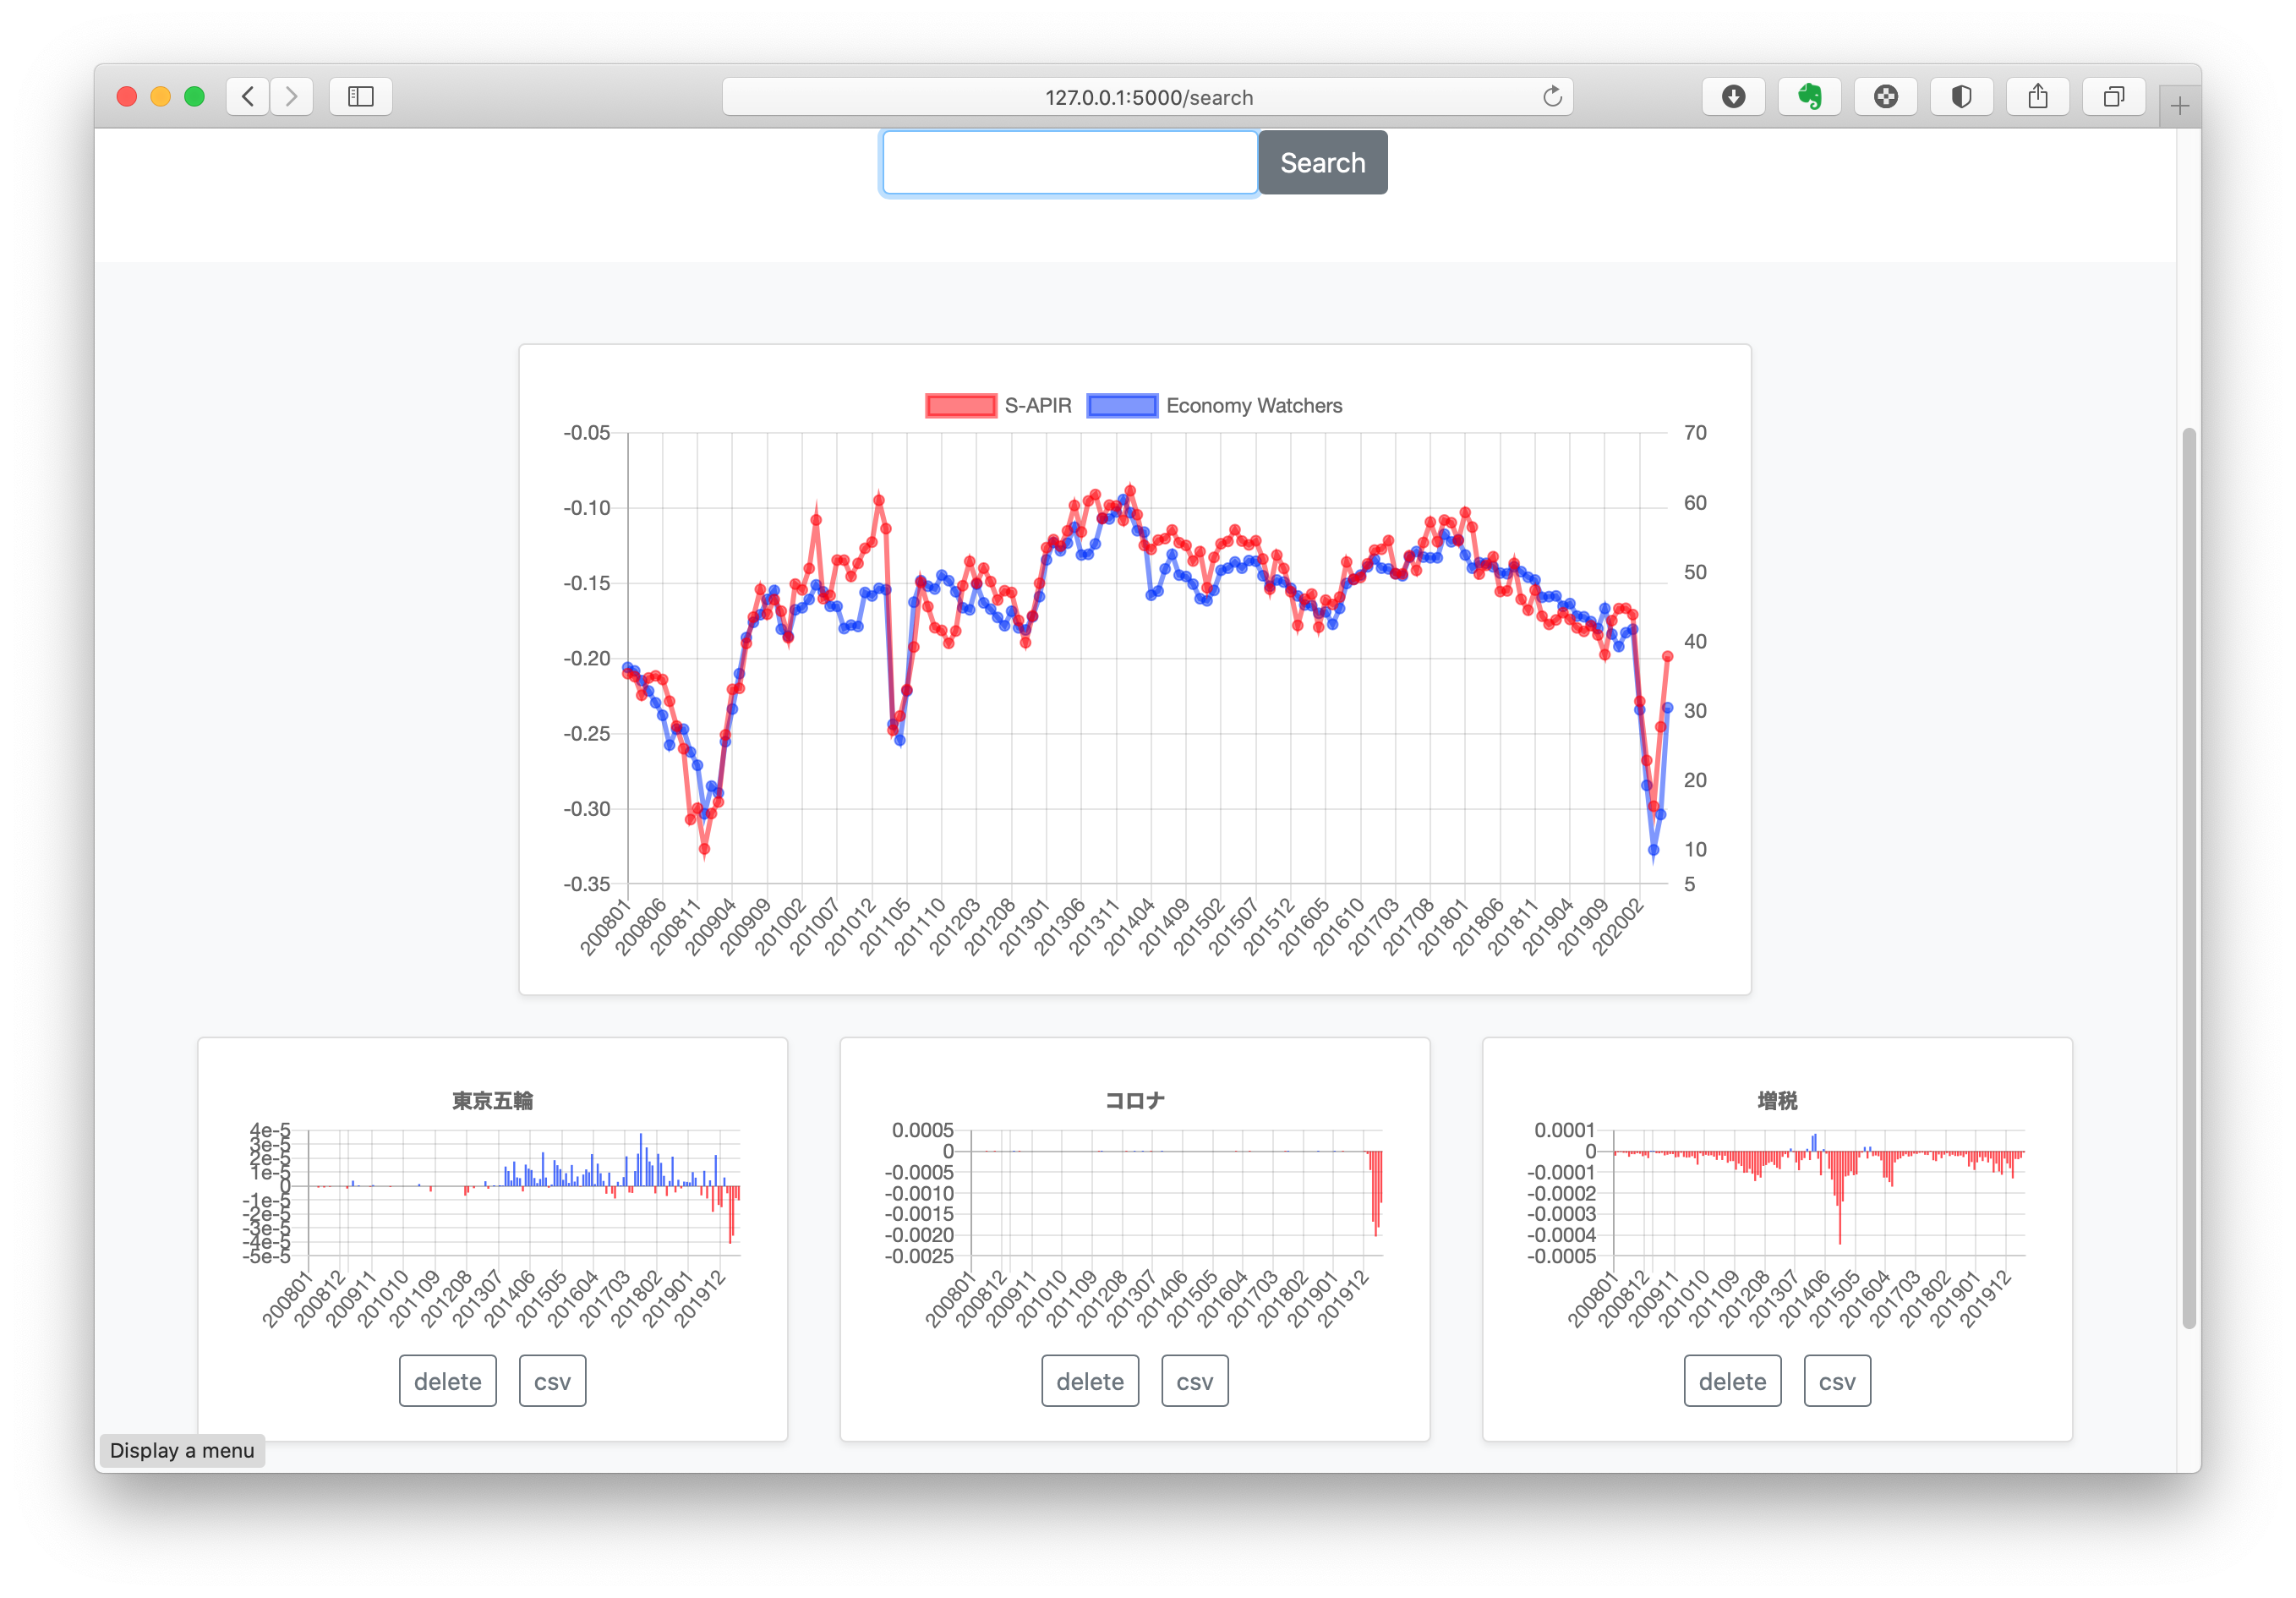 127.0.0.1:5000/search
Search
S-APIR Economy Watchers
-0.05
-0.10
-0.15
-0.20
-0.25
-0.30
-0.35
70
60
50
40
30
20
10
5
200801 200806 200811 200904 200909 201002 201007 201012 201105 201110 201203 201208 201301 201306 201311 201404 201409 201502 201507 201512 201605 201610 201703 201708 201801 201806 201811 201904 201909 202002
東京五輪
4e-5
3e-5
2e-5
1e-5
0
-1e-5
-2e-5
-3e-5
-4e-5
-5e-5
200801 200812 200911 201010 201109 201208 201307 201406 201505 201604 201703 201802 201901 201912
delete csv
コロナ
0.0005
0
-0.0005
-0.0010
-0.0015
-0.0020
-0.0025
200801 200812 200911 201010 201109 201208 201307 201406 201505 201604 201703 201802 201901 201912
delete csv
増税
0.0001
0
-0.0001
-0.0002
-0.0003
-0.0004
-0.0005
200801 200812 200911 201010 201109 201208 201307 201406 201505 201604 201703 201802 201901 201912
delete csv
Display a menu